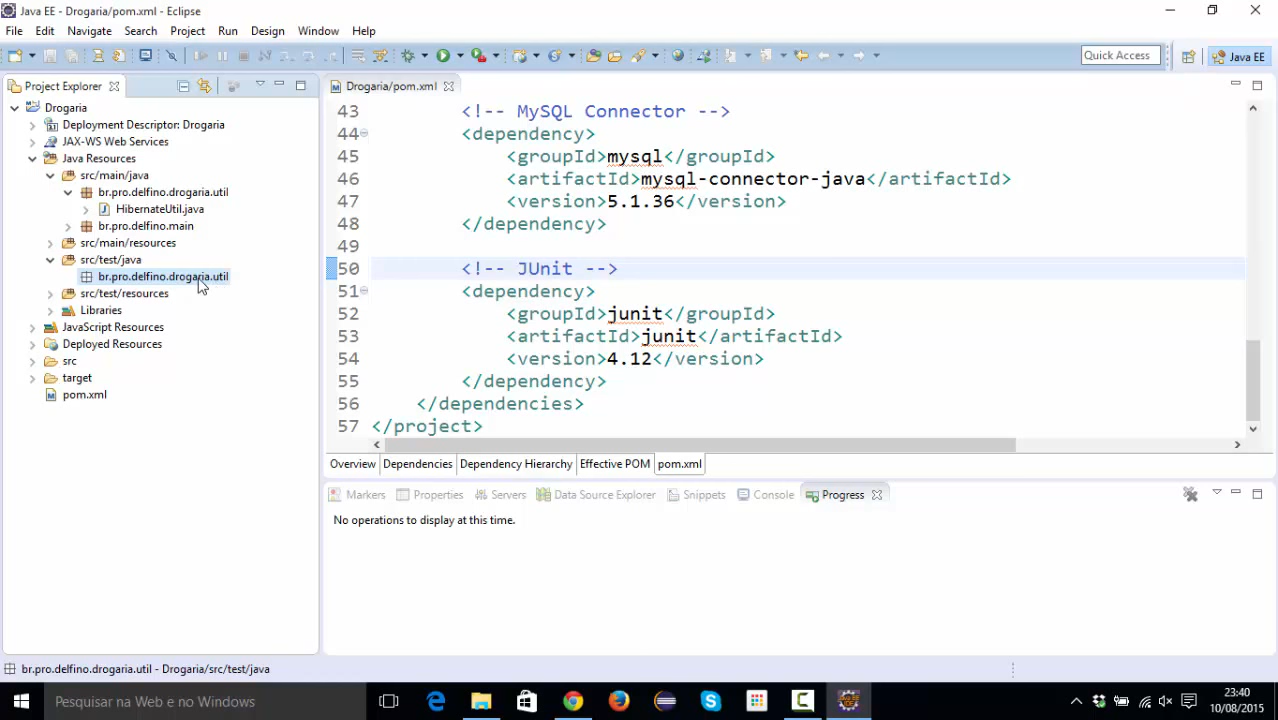 Java EE - Drogaria/pom.xml - Eclipse
File Edit Navigate Search Project Run Design Window Help
Quick Access
Java EE
Project Explorer
Drogaria
Deployment Descriptor: Drogaria
JAX-WS Web Services
Java Resources
src/main/java
br.pro.delfino.drogaria.util
HibernateUtil.java
br.pro.delfino.main
src/main/resources
src/test/java
br.pro.delfino.drogaria.util
src/test/resources
Libraries
JavaScript Resources
Deployed Resources
src
target
pom.xml
Drogaria/pom.xml
43 <!-- MySQL Connector -->
44 <dependency>
45 <groupId>mysql</groupId>
46 <artifactId>mysql-connector-java</artifactId>
47 <version>5.1.36</version>
48 </dependency>
49
50 <!-- JUnit -->
51 <dependency>
52 <groupId>junit</groupId>
53 <artifactId>junit</artifactId>
54 <version>4.12</version>
55 </dependency>
56 </dependencies>
57 </project>
Overview Dependencies Dependency Hierarchy Effective POM pom.xml
Markers Properties Servers Data Source Explorer Snippets Console Progress
No operations to display at this time.
br.pro.delfino.drogaria.util - Drogaria/src/test/java
Pesquisar na Web e no Windows
23:40
10/08/2015